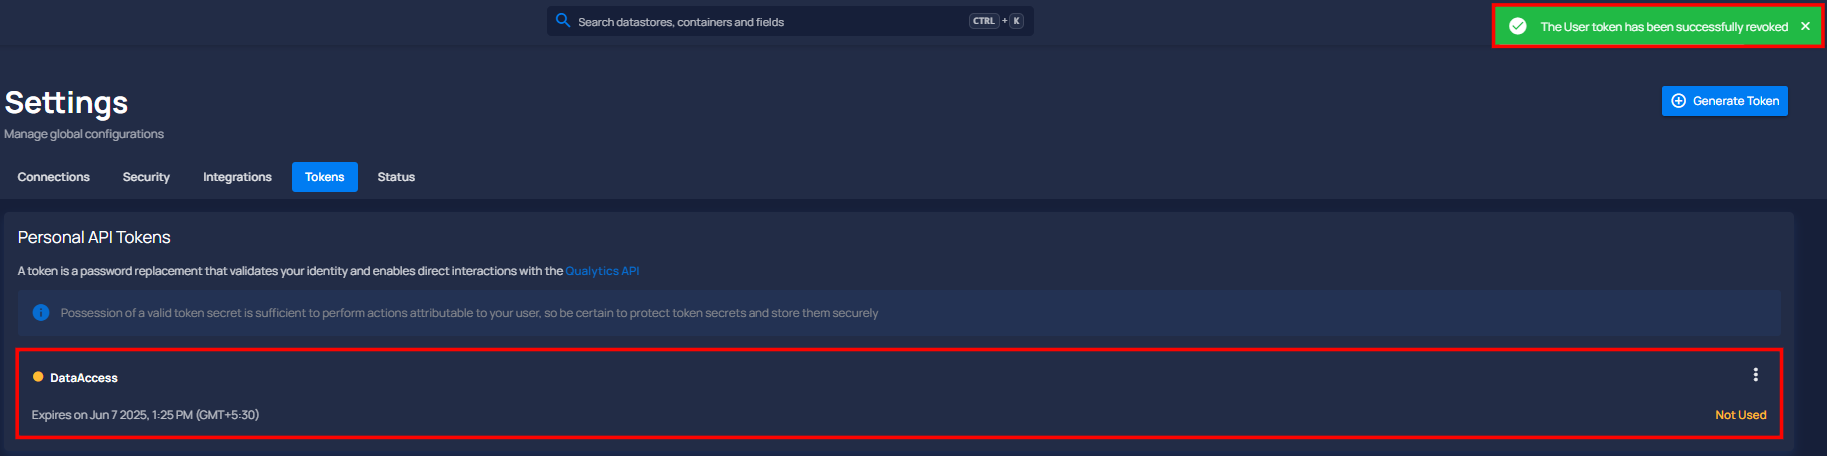 Search datastores, containers and fields CTRL + K
The User token has been successfully revoked
Settings
Generate Token
Manage global configurations
Connections Security Integrations Tokens Status
Personal API Tokens
A token is a password replacement that validates your identity and enables direct interactions with the Qualytics API
Possession of a valid token secret is sufficient to perform actions attributable to your user, so be certain to protect token secrets and store them securely
DataAccess
Expires on Jun 7 2025, 1:25 PM (GMT+5:30) Not Used